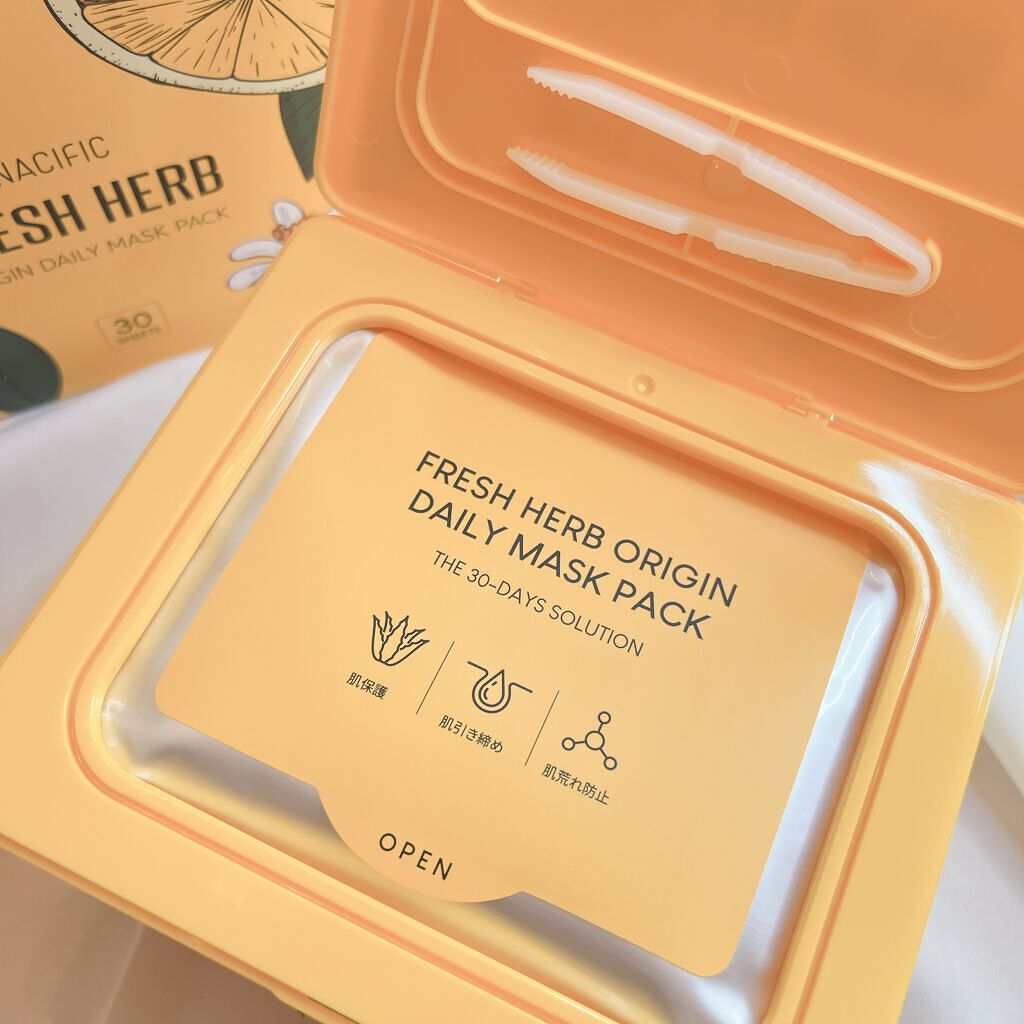 NACIFIC
ESH HERB
GIN DAILY MASK PACK
30
SHEETS
FRESH HERB ORIGIN
DAILY MASK PACK
THE 30-DAYS SOLUTION
肌保護
肌引き締め
肌荒れ防止
OPEN